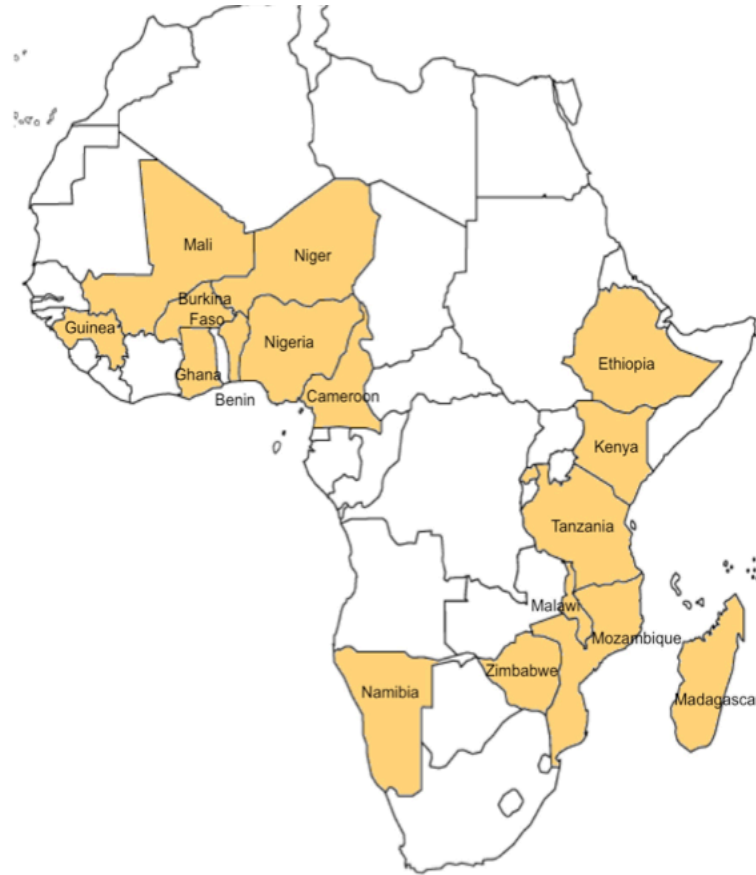 Mali
Niger
Burkina
Faso
Guinea
Nigeria
Ethiopia
Ghana
Benin
Cameroon
Kenya
Tanzania
Malawi
Mozambique
Zimbabwe
Namibia
Madagasca